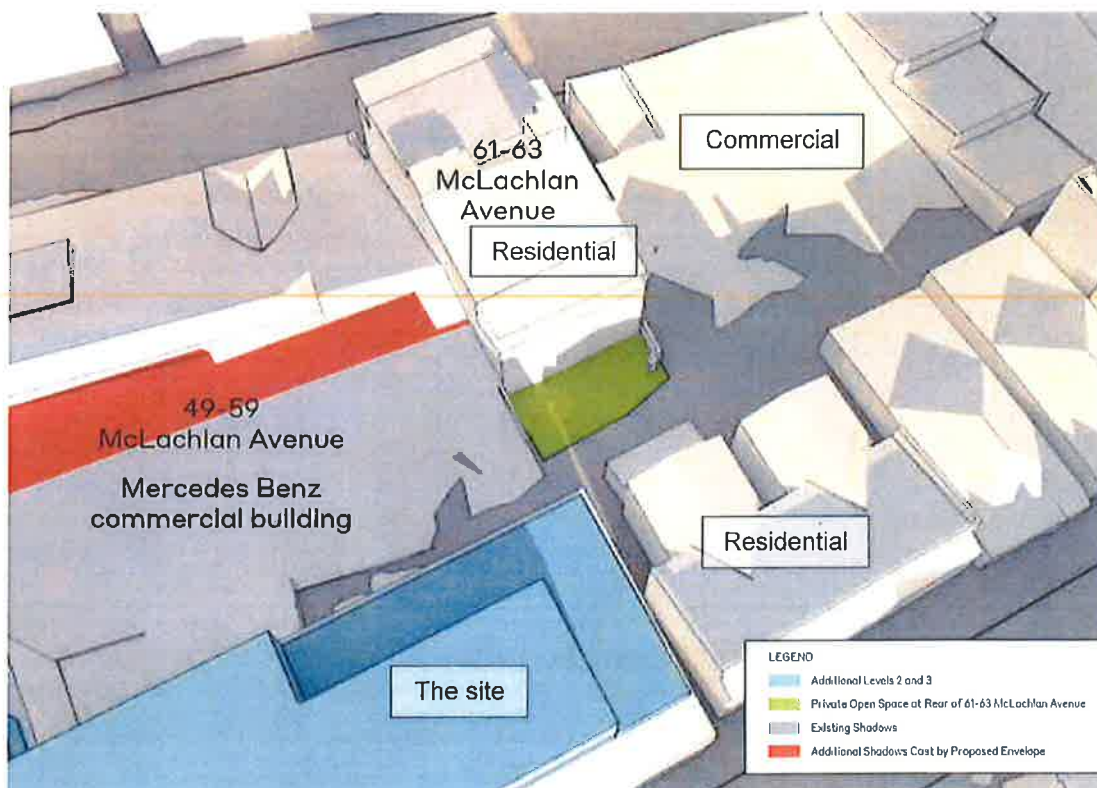 61-63
McLachlan
Avenue
Residential
Commercial
49-59
McLachlan Avenue
Mercedes Benz
commercial building
Residential
The site
LEGEND
Additional Levels 2 and 3
Private Open Space at Rear of 61-63 McLachlan Avenue
Existing Shadows
Additional Shadows Cast by Proposed Envelope